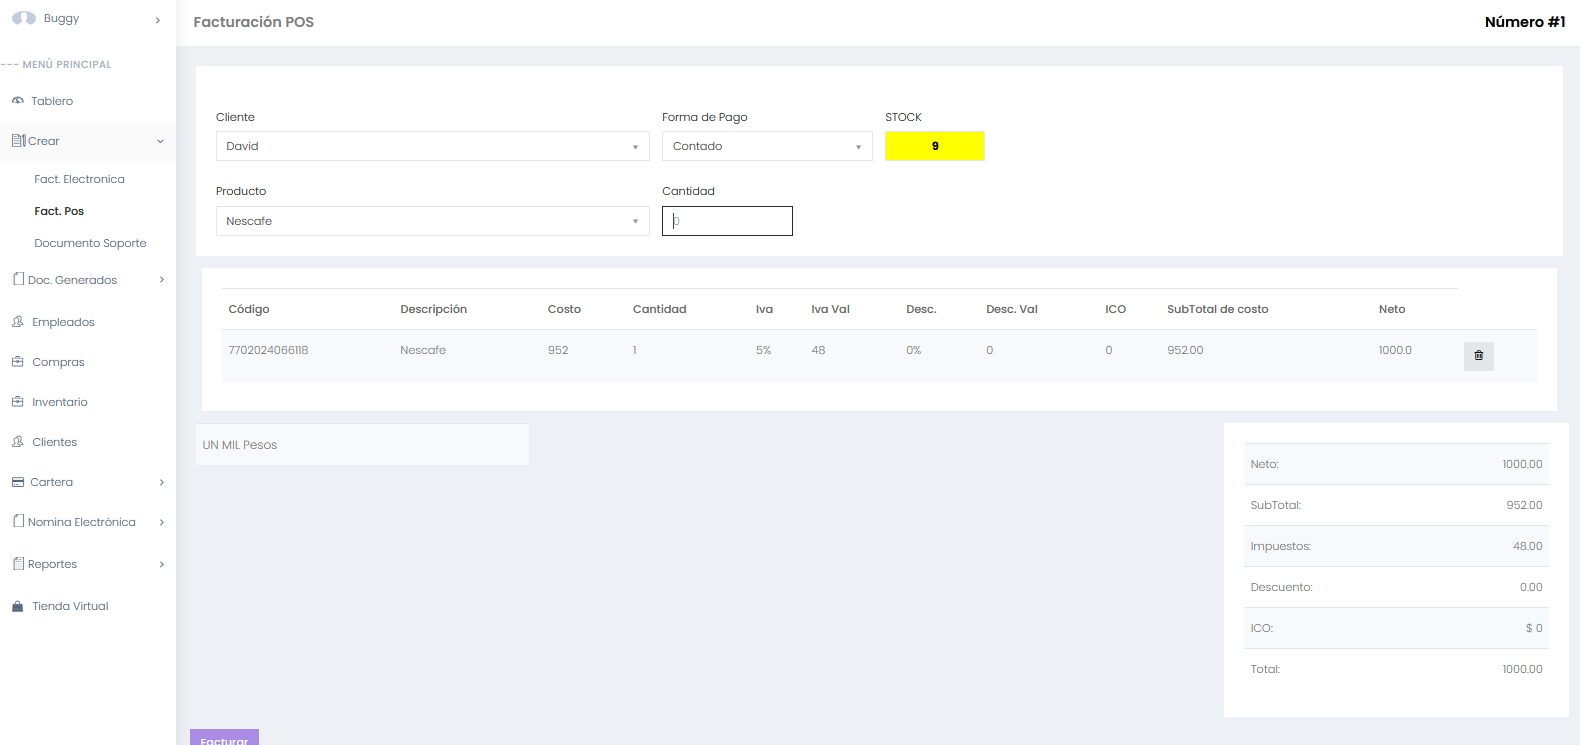 Buggy
Facturación POS
Número #1
--- MENÚ PRINCIPAL
Tablero
Crear
Fact. Electronica
Fact. Pos
Documento Soporte
Doc. Generados
Empleados
Compras
Inventario
Clientes
Cartera
Nomina Electrónica
Reportes
Tienda Virtual
Cliente
Forma de Pago
STOCK
David
Contado
9
Producto
Cantidad
Nescafe
0
Código Descripción Costo Cantidad Iva Iva Val Desc. Desc. Val ICO SubTotal de costo Neto
7702024066118 Nescafe 952 1 5% 48 0% 0 0 952.00 1000.0
UN MIL Pesos
Neto: 1000.00
SubTotal: 952.00
Impuestos: 48.00
Descuento: 0.00
ICO: $ 0
Total: 1000.00
Facturar